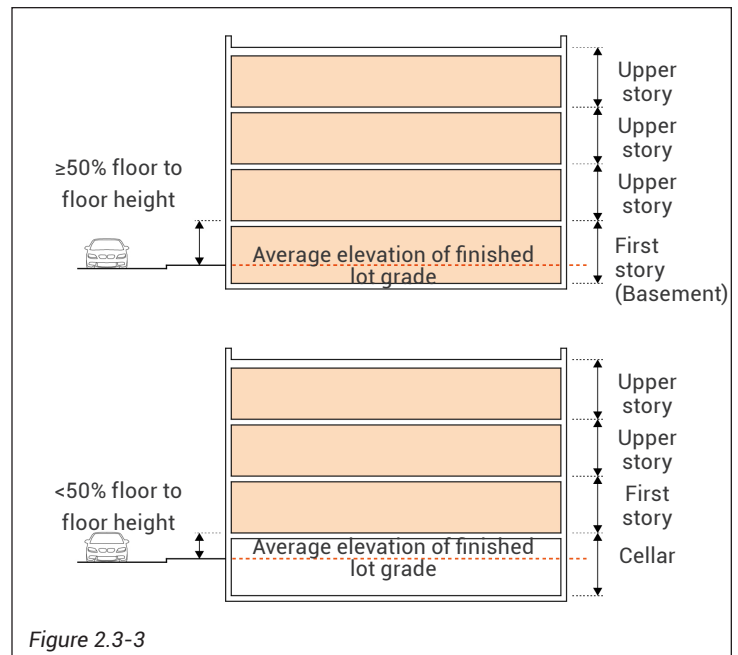 Upper
story
Upper
story
Upper
story
≥50% floor to
floor height
First
story
(Basement)
Average elevation of finished
lot grade
Upper
story
Upper
story
First
story
<50% floor to
floor height
Average elevation of finished
lot grade
Cellar
Figure 2.3-3